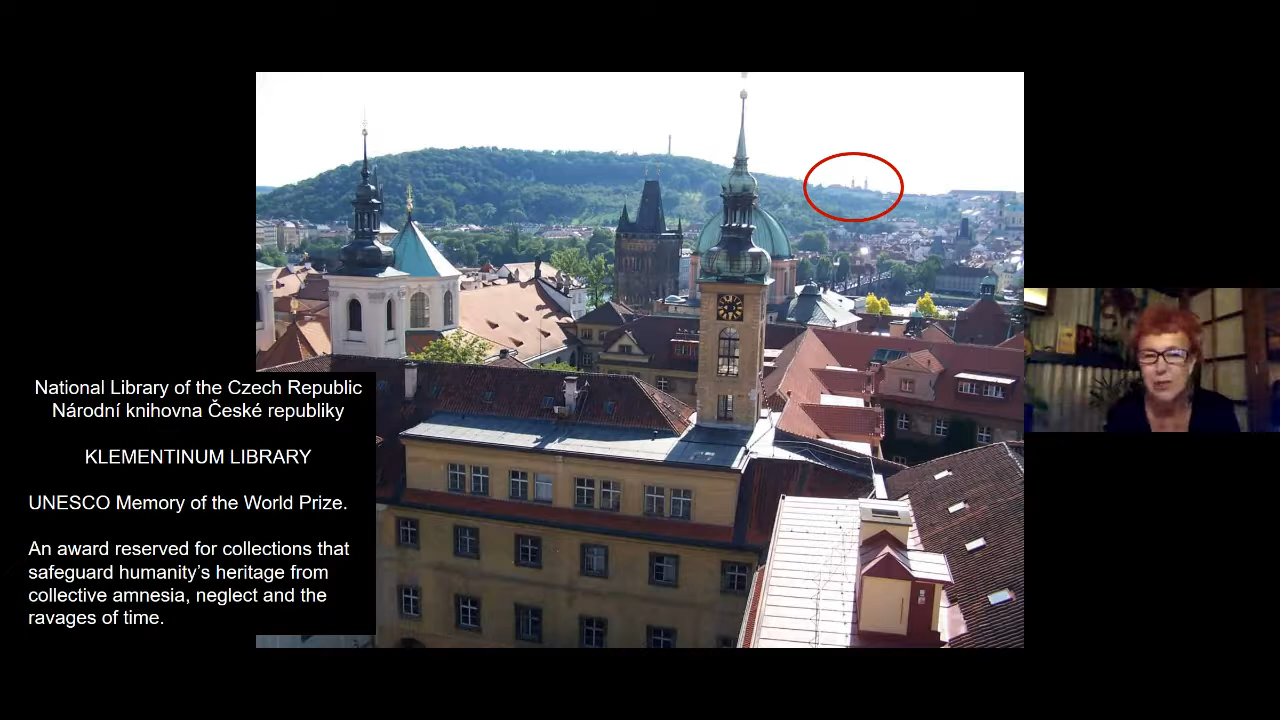 National Library of the Czech Republic
Národní knihovna České republiky
KLEMENTINUM LIBRARY
UNESCO Memory of the World Prize.
An award reserved for collections that
safeguard humanity's heritage from
collective amnesia, neglect and the
ravages of time.